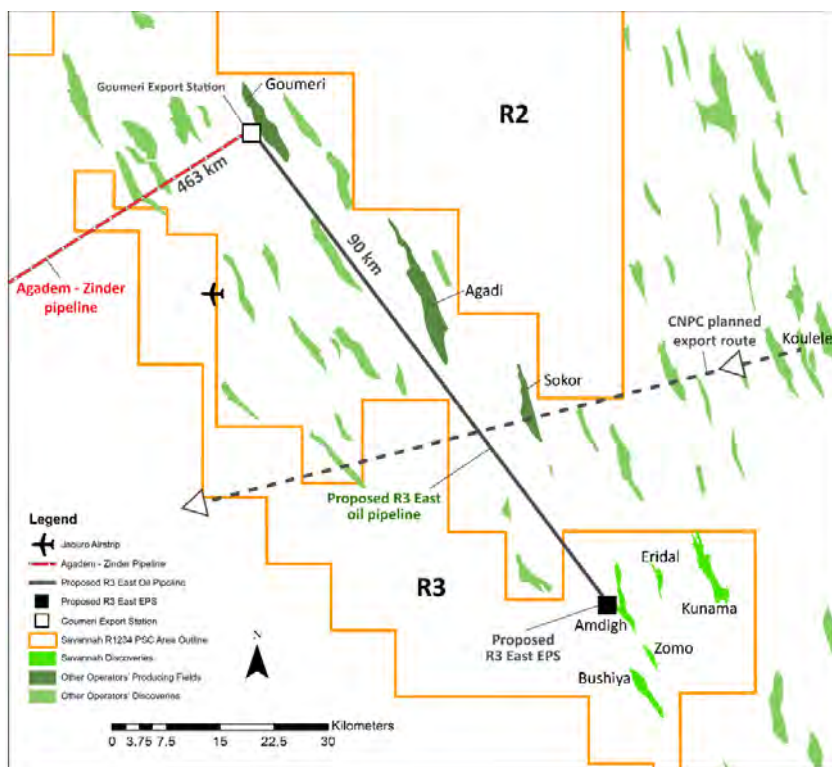 Goumeri Export Station
Goumeri
R2
463 km
90 km
Agadem - Zinder
pipeline
Agadi
CNPC planned
export route
Koulele
Sokor
Proposed R3 East
oil pipeline
R3
Eridal
Kunama
Amdigh
Proposed
R3 East EPS
Zomo
Bushiya
Legend
Jaouro Airstrip
Agadem - Zinder Pipeline
Proposed R3 East Oil Pipeline
Proposed R3 East EPS
Goumeri Export Station
Savannah R1234 PSC Area Outline
Savannah Discoveries
Other Operators' Producing Fields
Other Operators' Discoveries
N
Kilometers
0 3.75 7.5 15 22.5 30